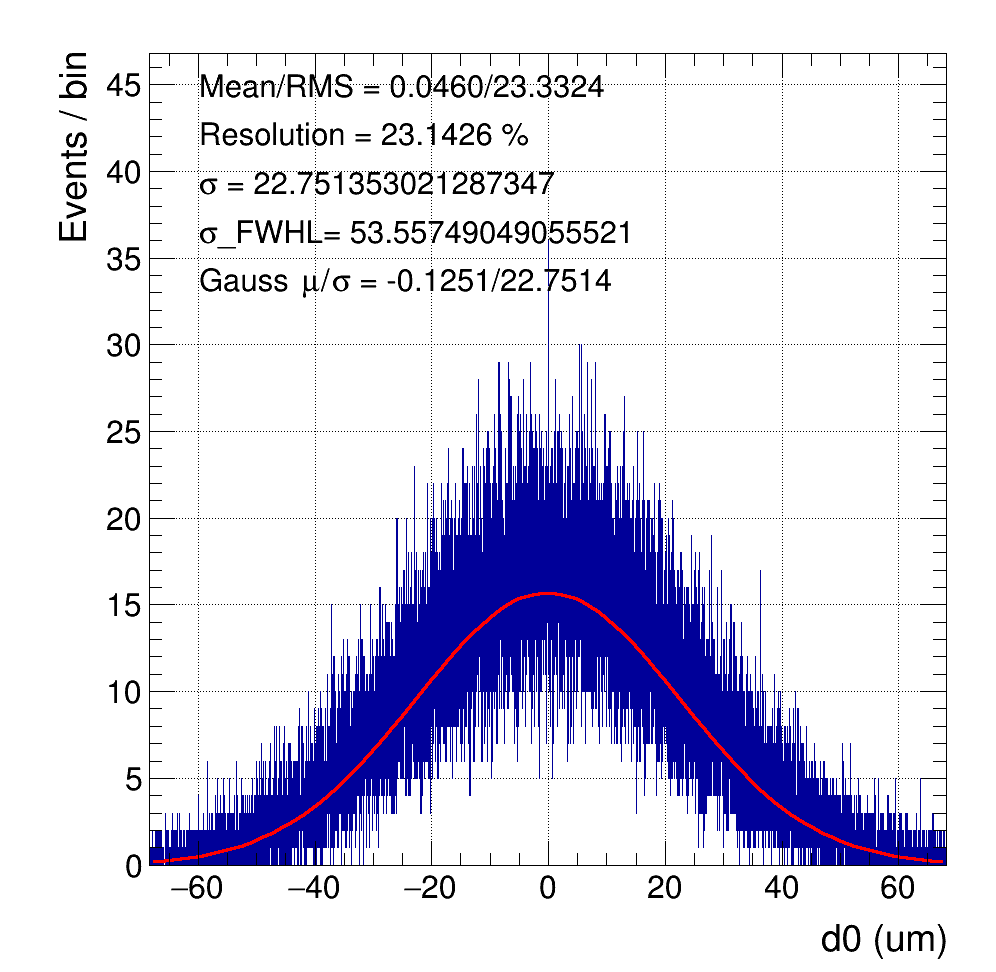 Events / bin
Mean/RMS = 0.0460/23.3324
Resolution = 23.1426 %
σ = 22.751353021287347
σ_FWHL= 53.55749049055521
Gauss μ/σ = -0.1251/22.7514
45
40
35
30
25
20
15
10
5
0
−60 −40 −20 0 20 40 60
d0 (um)